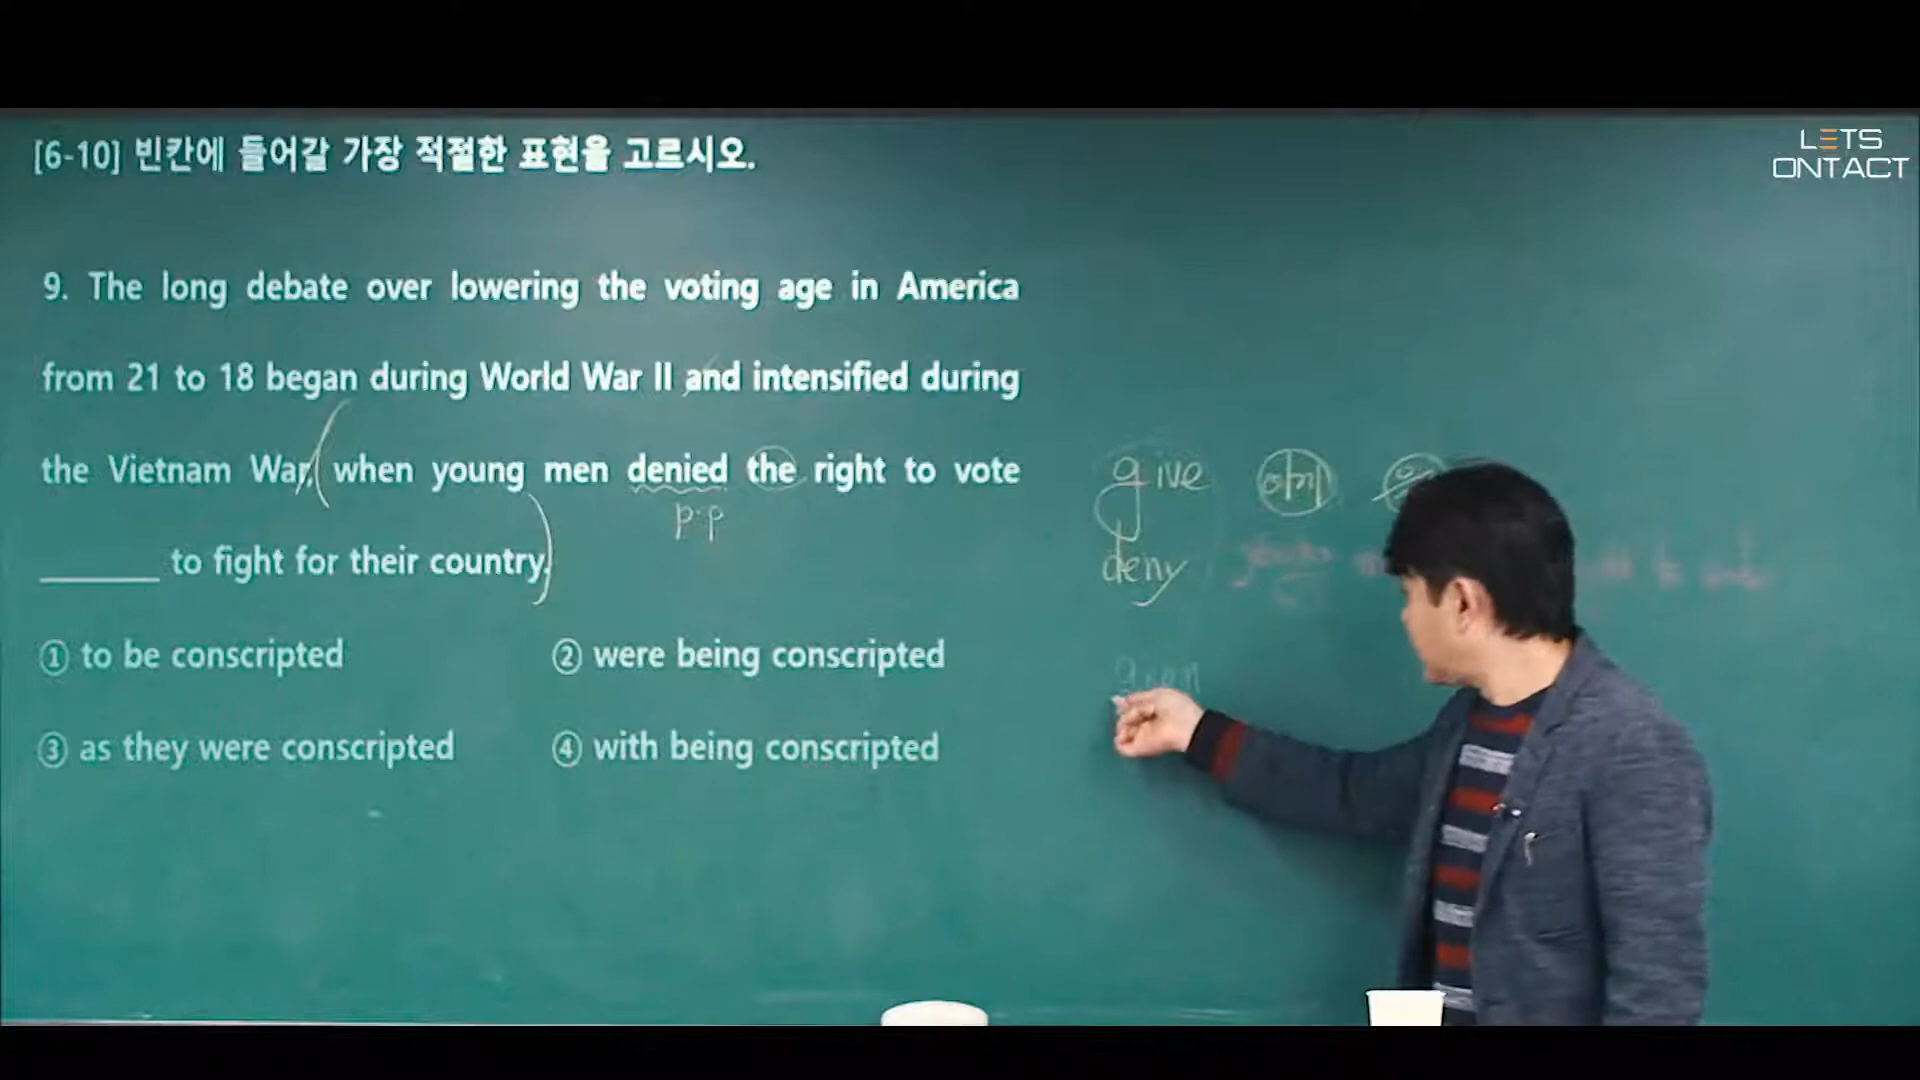 LETS
ONTACT
[6-10] 빈칸에 들어갈 가장 적절한 표현을 고르시오.
9. The long debate over lowering the voting age in America
from 21 to 18 began during World War II and intensified during
the Vietnam War, when young men denied the right to vote
p.p
______ to fight for their country.
① to be conscripted
② were being conscripted
③ as they were conscripted
④ with being conscripted
give
deny